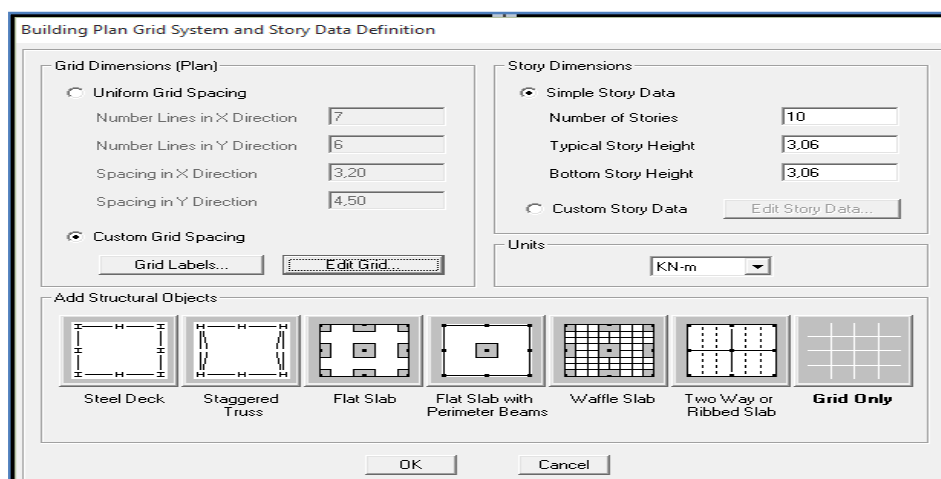 Building Plan Grid System and Story Data Definition
Grid Dimensions (Plan)
Uniform Grid Spacing
Number Lines in X Direction 7
Number Lines in Y Direction 6
Spacing in X Direction 3,20
Spacing in Y Direction 4,50
Custom Grid Spacing
Grid Labels... Edit Grid...
Story Dimensions
Simple Story Data
Number of Stories 10
Typical Story Height 3,06
Bottom Story Height 3,06
Custom Story Data Edit Story Data...
Units
KN-m
Add Structural Objects
Steel Deck
Staggered
Truss
Flat Slab
Flat Slab with
Perimeter Beams
Waffle Slab
Two Way or
Ribbed Slab
Grid Only
OK Cancel